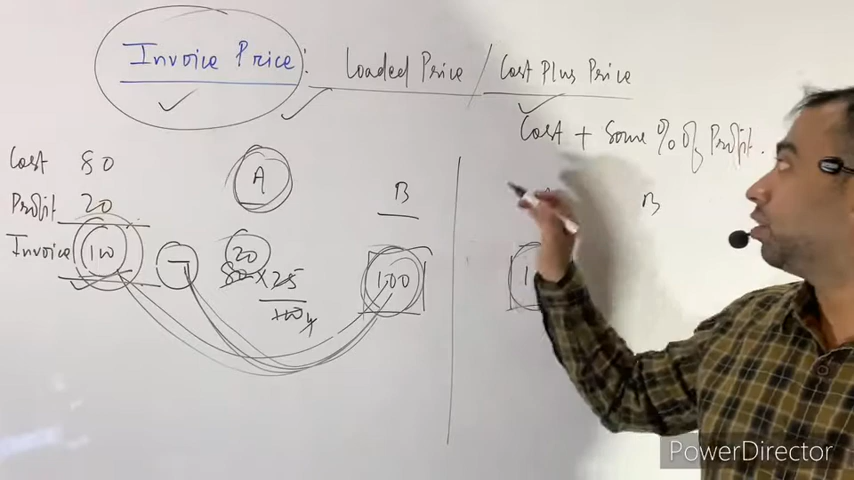 Invoice Price : Loaded Price / Cost Plus Price
Cost + Some % of Profit.
Cost 80
Profit 20
Invoice 100
A
B
20
80 × 25
100 4
100
B
PowerDirector